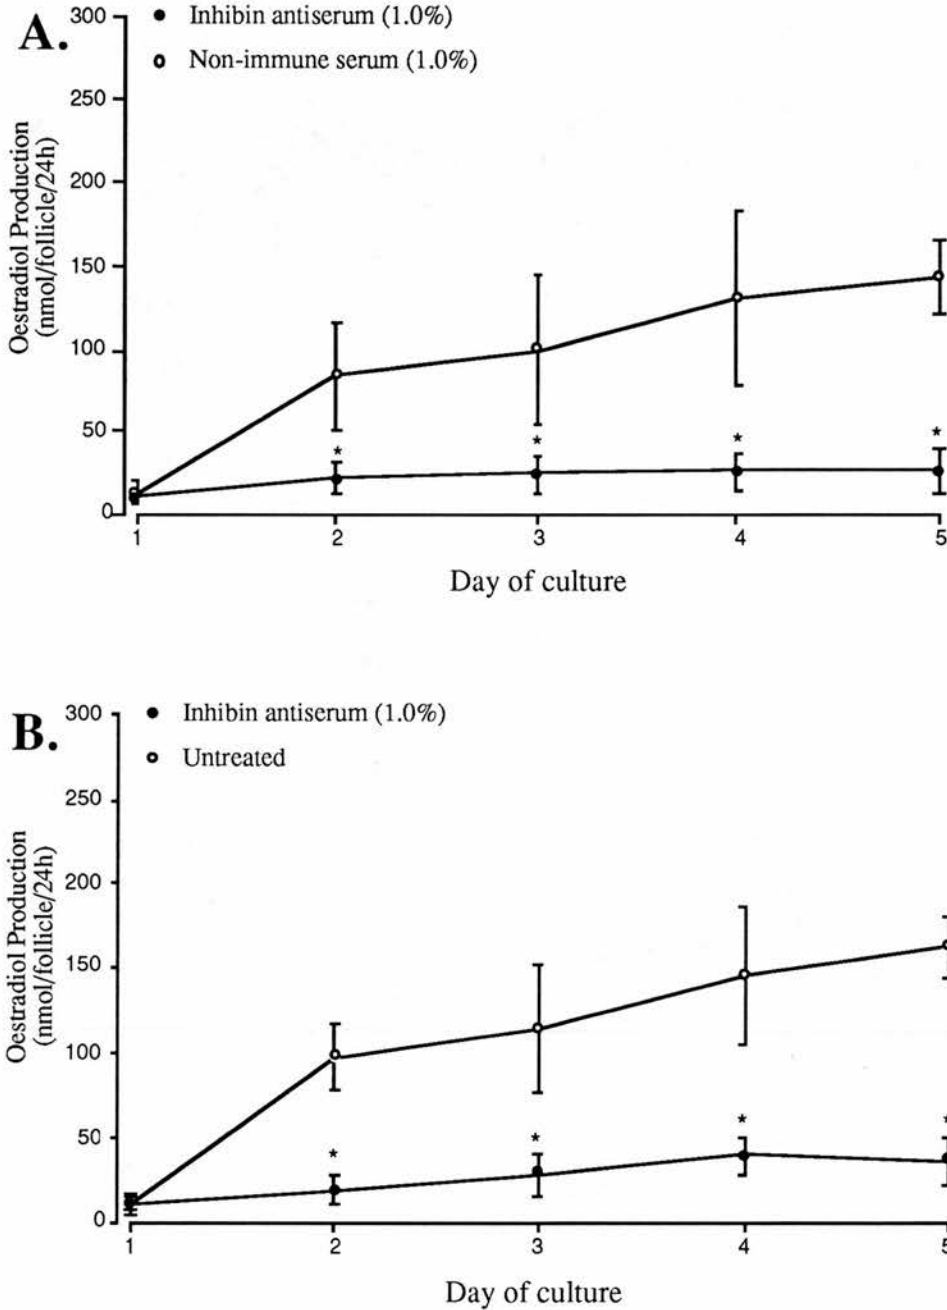 A.
● Inhibin antiserum (1.0%)
o Non-immune serum (1.0%)
Oestradiol Production
(nmol/follicle/24h)
300
250
200
150
100
50
0
*
*
*
*
1
2
3
4
5
Day of culture
B.
● Inhibin antiserum (1.0%)
o Untreated
Oestradiol Production
(nmol/follicle/24h)
300
250
200
150
100
50
0
*
*
*
*
1
2
3
4
5
Day of culture